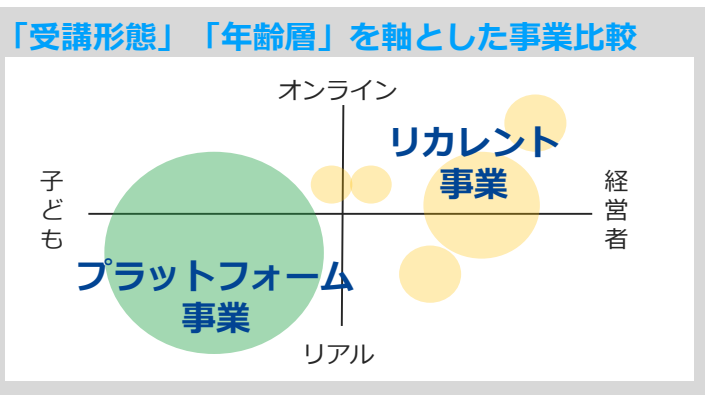 「受講形態」「年齢層」を軸とした事業比較
オンライン
リカレント
事業
子ども
経営者
プラットフォーム
事業
リアル